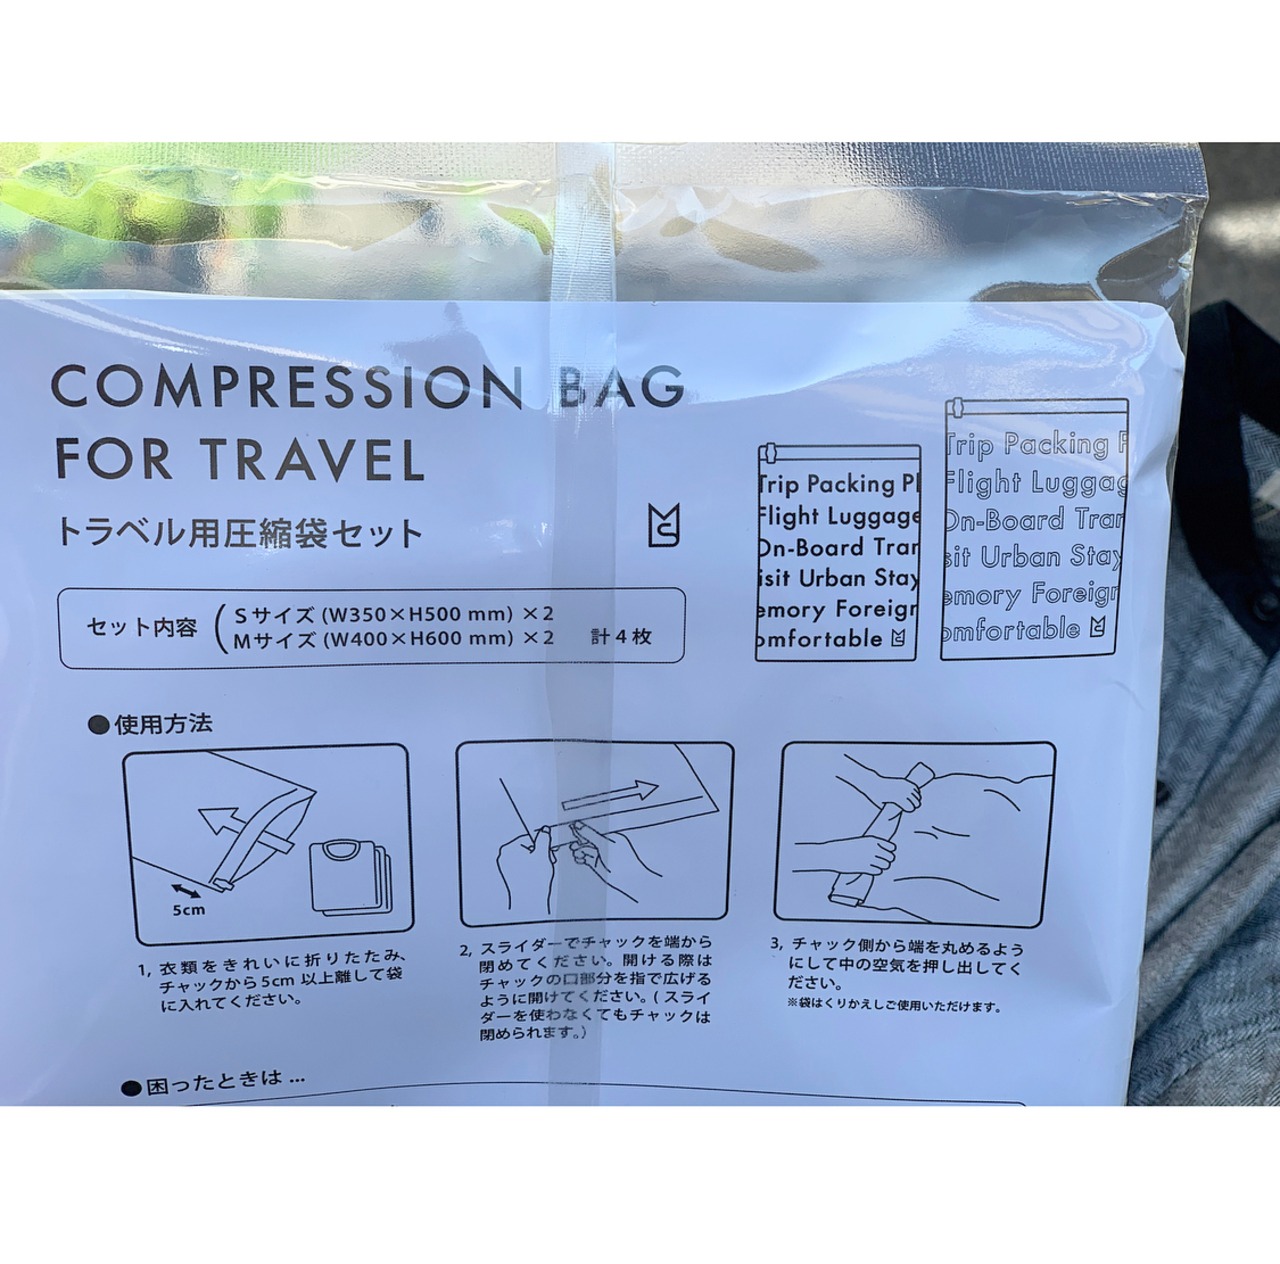 COMPRESSION BAG
FOR TRAVEL
トラベル用圧縮袋セット
セット内容
Sサイズ (W350×H500 mm) ×2
Mサイズ (W400×H600 mm) ×2 計4枚
Trip Packing Pl
Flight Luggage
On-Board Tran
isit Urban Stay
emory Foreign
omfortable
Trip Packing P
Flight Luggag
On-Board Tran
sit Urban Stay
emory Foreign
omfortable
●使用方法
5cm
1, 衣類をきれいに折りたたみ、
チャックから5cm 以上離して袋
に入れてください。
2, スライダーでチャックを端から
閉めてください。開ける際は
チャックの口部分を指で広げる
ように開けてください。( スライ
ダーを使わなくてもチャックは
閉められます。)
3, チャック側から端を丸めるよう
にして中の空気を押し出してく
ださい。
※袋はくりかえしご使用いただけます。
●困ったときは...